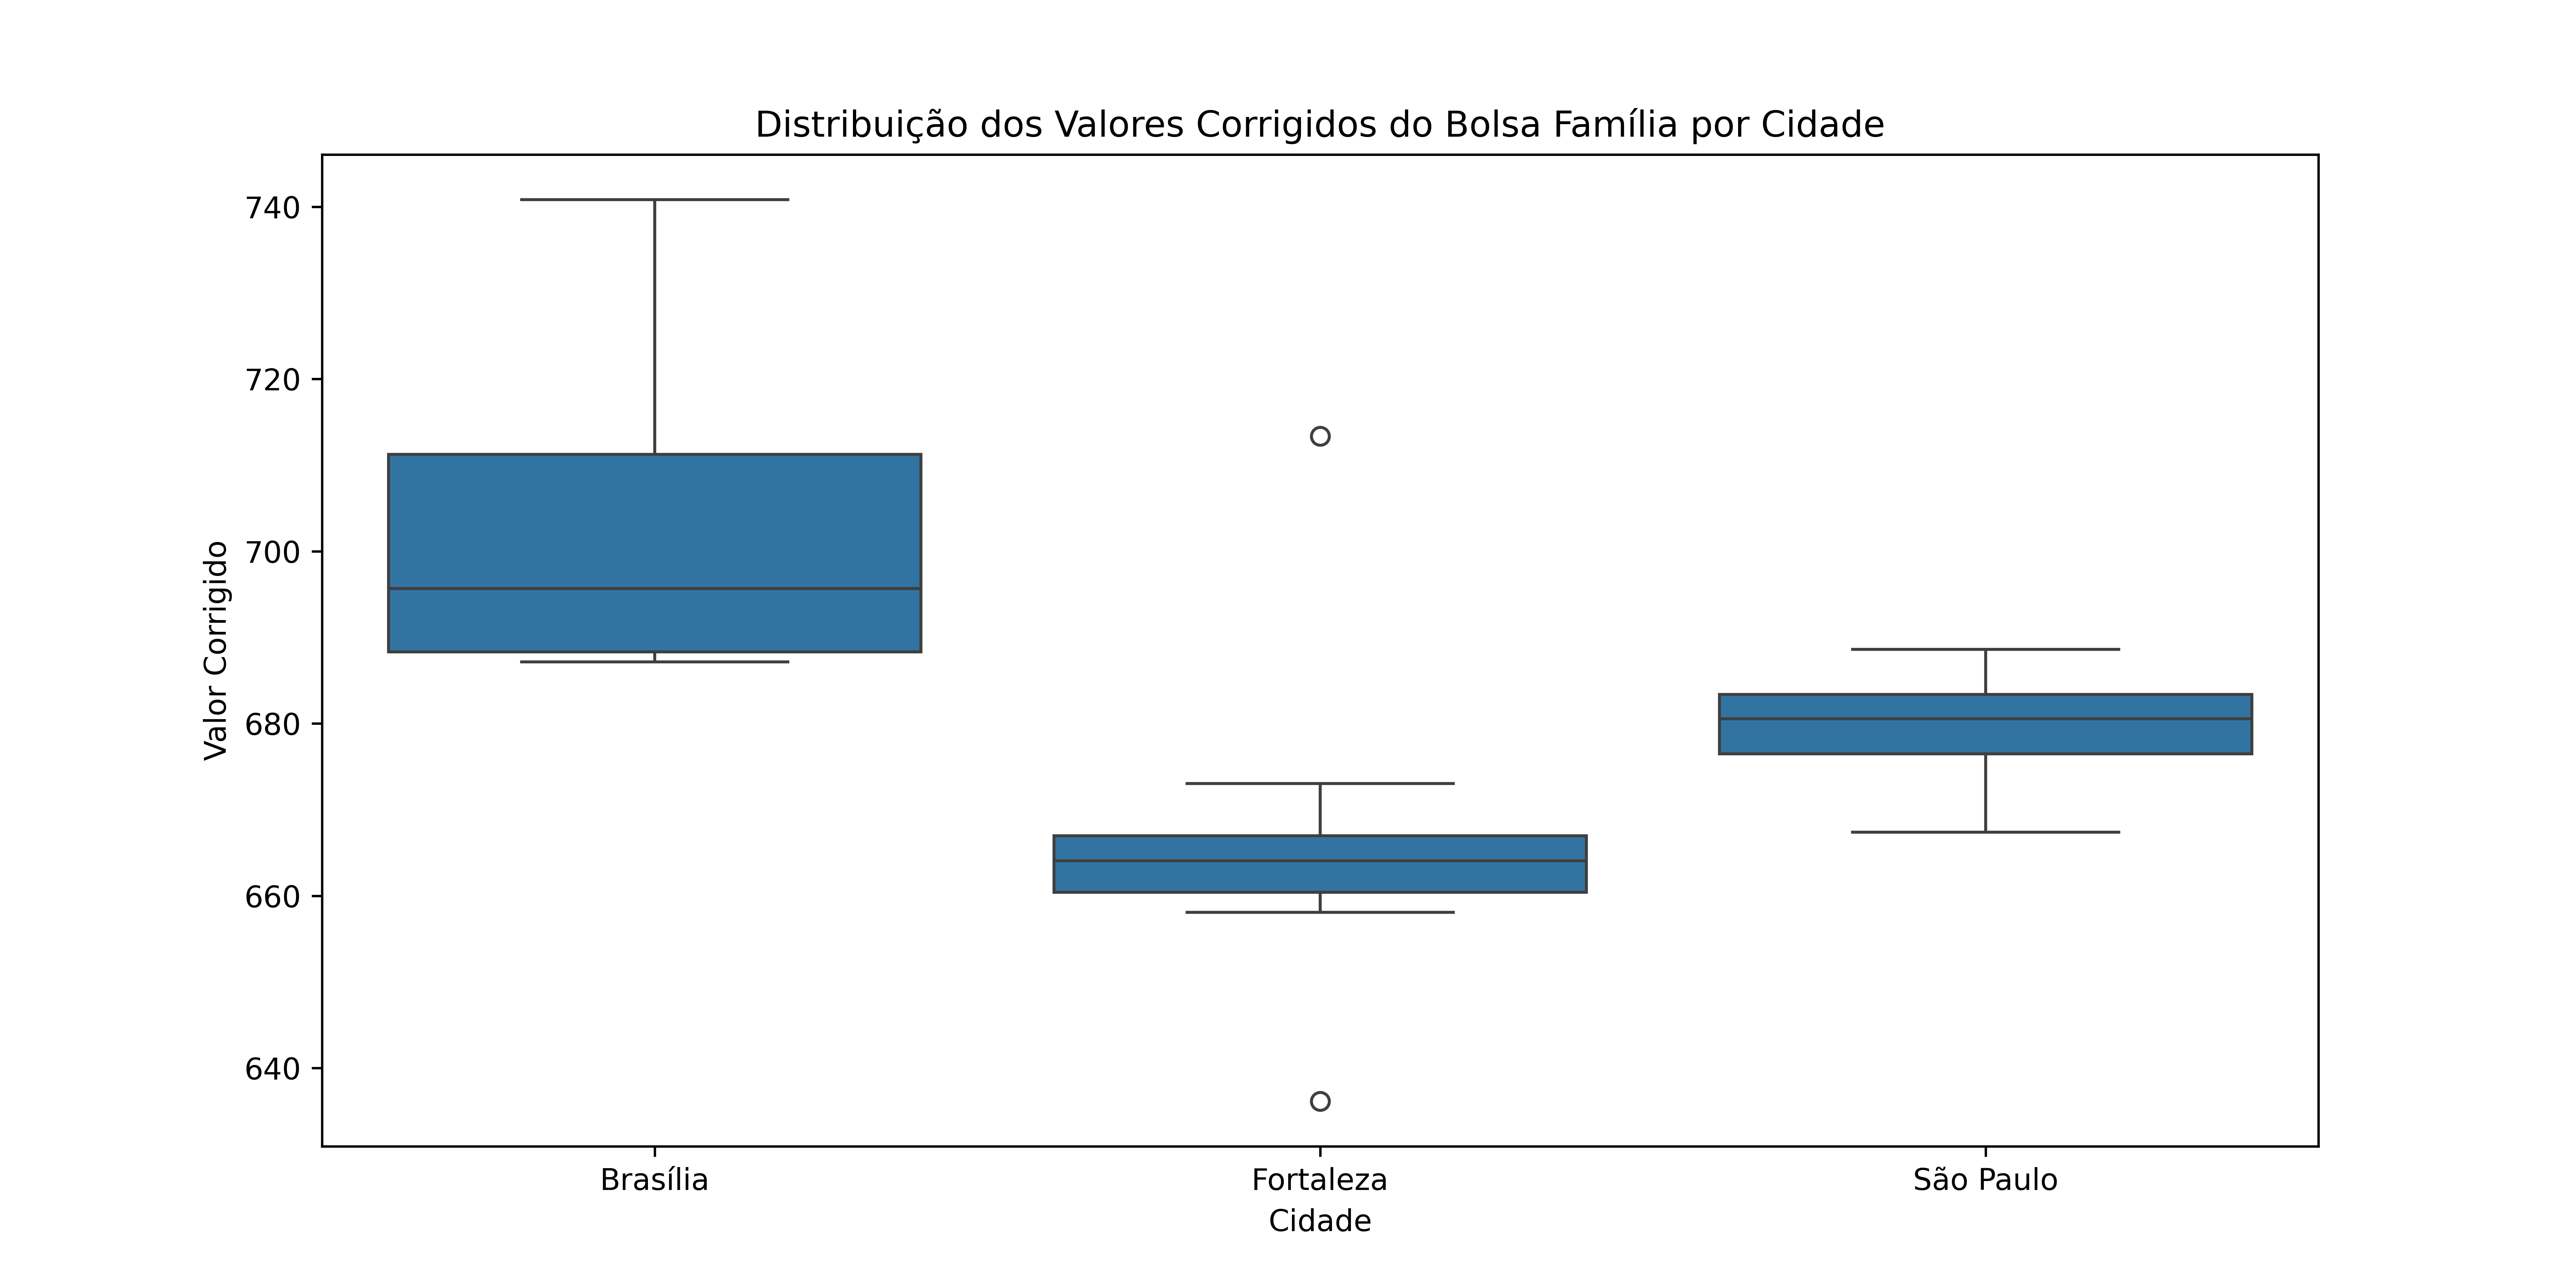 Distribuição dos Valores Corrigidos do Bolsa Família por Cidade
Valor Corrigido
740
720
700
680
660
640
Brasília
Fortaleza
São Paulo
Cidade